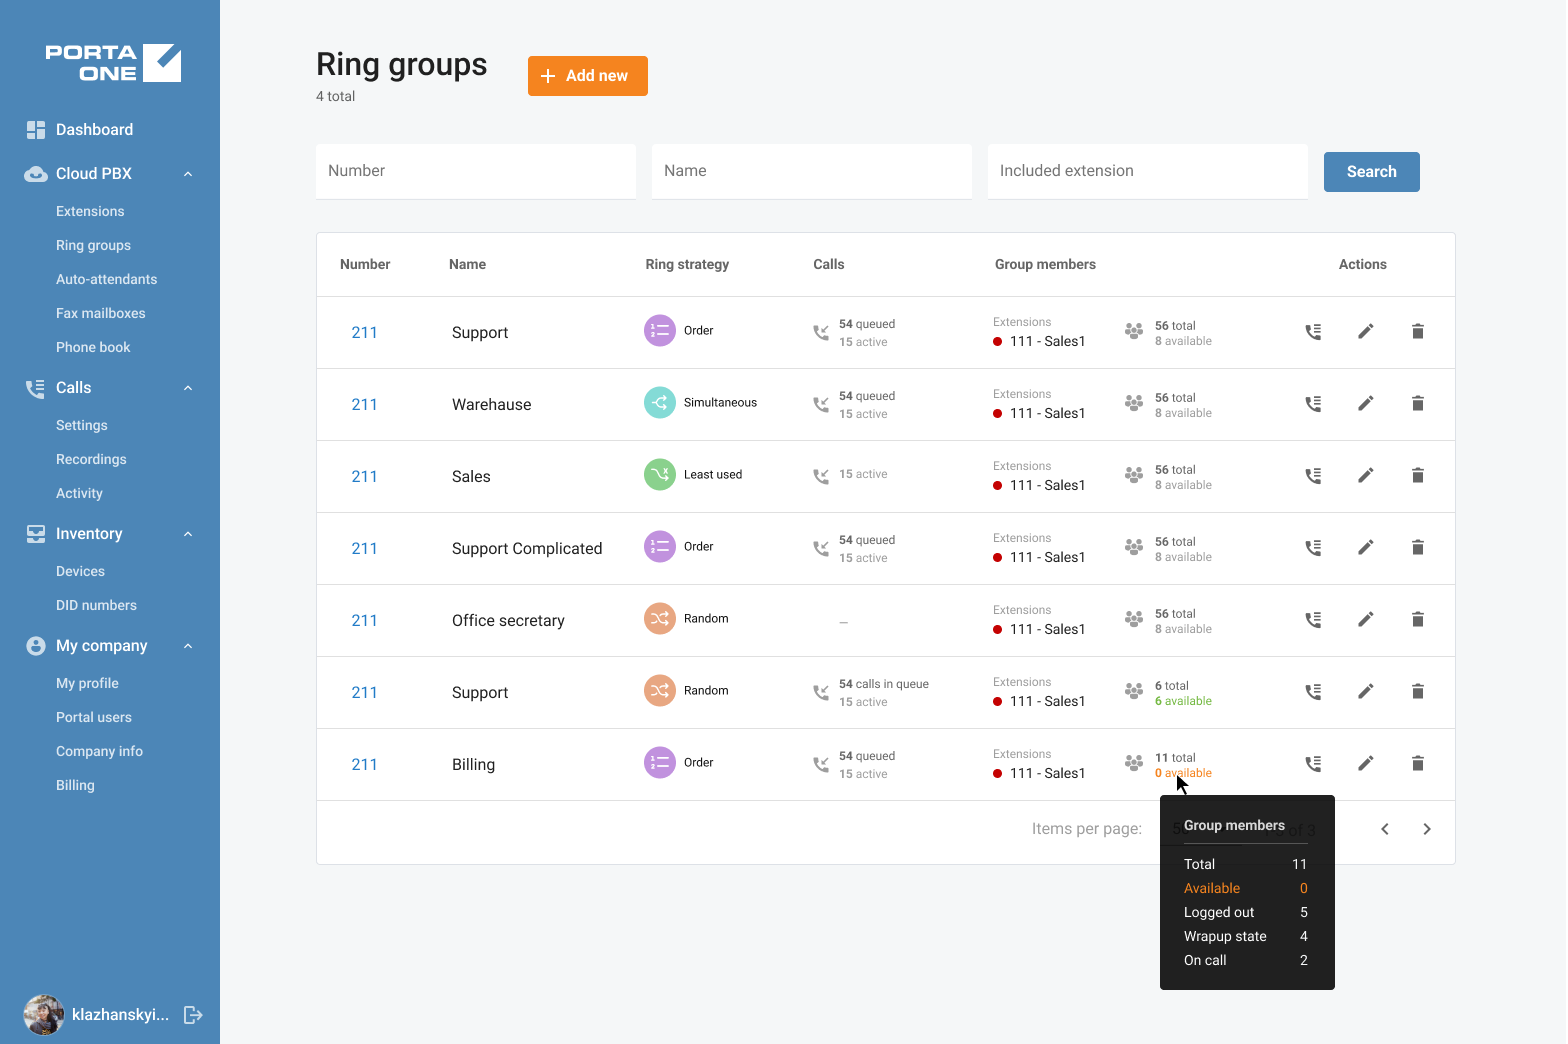 PORTA
ONE
Dashboard
Cloud PBX
Extensions
Ring groups
Auto-attendants
Fax mailboxes
Phone book
Calls
Settings
Recordings
Activity
Inventory
Devices
DID numbers
My company
My profile
Portal users
Company info
Billing
klazhanskyi...
Ring groups
4 total
Add new
Number Name Included extension Search
Number Name Ring strategy Calls Group members Actions
211 Support Order 54 queued 15 active Extensions 111 - Sales1 56 total 8 available
211 Warehause Simultaneous 54 queued 15 active Extensions 111 - Sales1 56 total 8 available
211 Sales Least used 15 active Extensions 111 - Sales1 56 total 8 available
211 Support Complicated Order 54 queued 15 active Extensions 111 - Sales1 56 total 8 available
211 Office secretary Random – Extensions 111 - Sales1 56 total 8 available
211 Support Random 54 calls in queue 15 active Extensions 111 - Sales1 6 total 6 available
211 Billing Order 54 queued 15 active Extensions 111 - Sales1 11 total 0 available
Items per page: of 3
Group members
Total 11
Available 0
Logged out 5
Wrapup state 4
On call 2